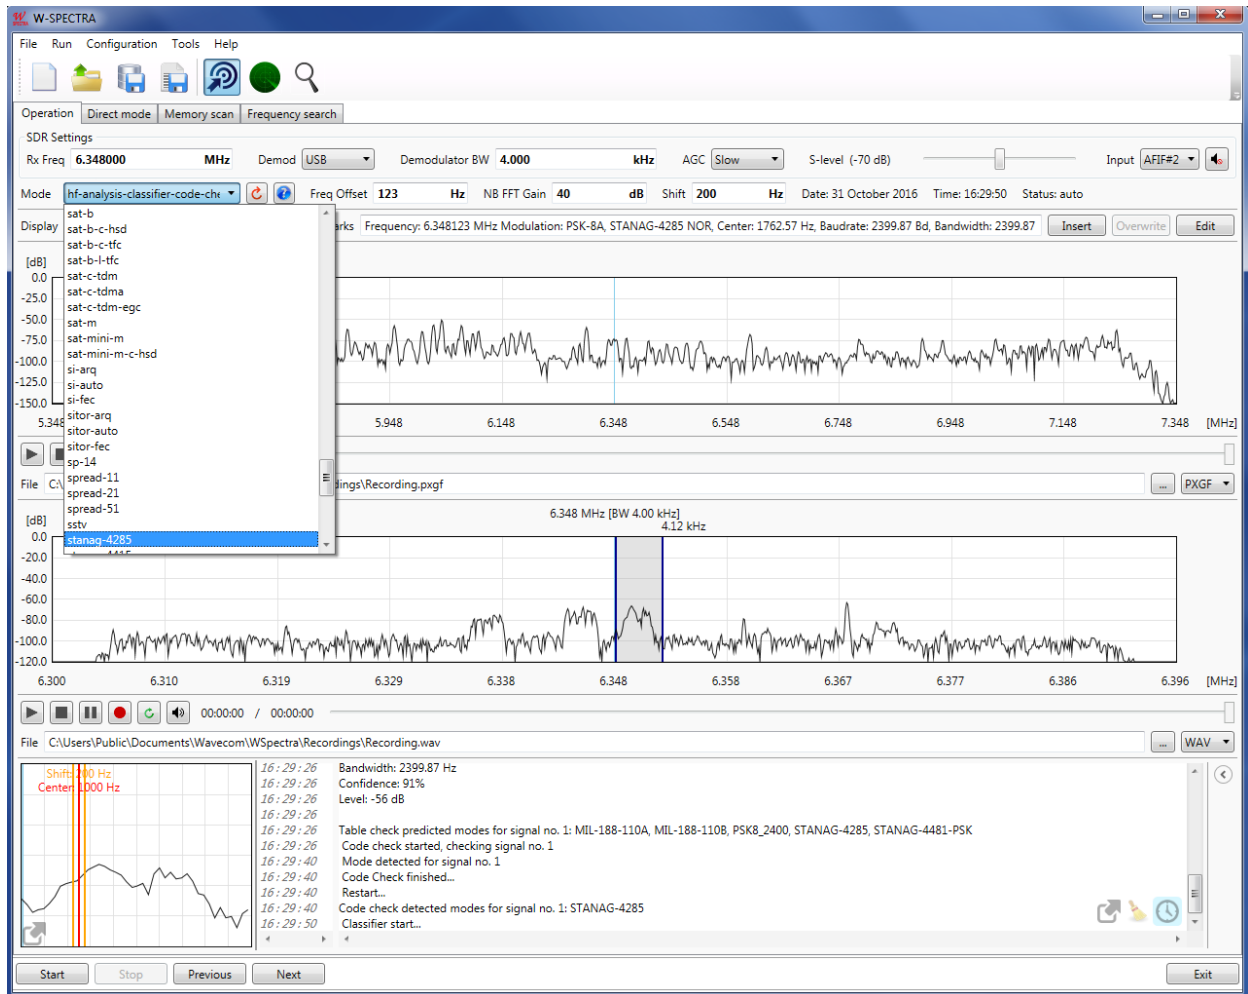 W-SPECTRA
File Run Configuration Tools Help
Operation Direct mode Memory scan Frequency search
SDR Settings
Rx Freq 6.348000 MHz Demod USB Demodulator BW 4.000 kHz AGC Slow S-level (-70 dB) Input AFIF#2
Mode hf-analysis-classifier-code-che Freq Offset 123 Hz NB FFT Gain 40 dB Shift 200 Hz Date: 31 October 2016 Time: 16:29:50 Status: auto
Display Frequency: 6.348123 MHz Modulation: PSK-8A, STANAG-4285 NOR, Center: 1762.57 Hz, Baudrate: 2399.87 Bd, Bandwidth: 2399.87 Insert Overwrite Edit
sat-b
sat-b-c-hsd
sat-b-c-tfc
sat-b-l-tfc
sat-c-tdm
sat-c-tdma
sat-c-tdm-egc
sat-m
sat-mini-m
sat-mini-m-c-hsd
si-arq
si-auto
si-fec
sitor-arq
sitor-auto
sitor-fec
sp-14
spread-11
spread-21
spread-51
sstv
stanag-4285
[dB]
0.0
-25.0
-50.0
-75.0
-100.0
-125.0
-150.0
5.348 5.948 6.148 6.348 6.548 6.748 6.948 7.148 7.348 [MHz]
File C:\ dings\Recording.pxgf ... PXGF
6.348 MHz [BW 4.00 kHz]
4.12 kHz
[dB]
0.0
-20.0
-40.0
-60.0
-80.0
-100.0
-120.0
6.300 6.310 6.319 6.329 6.338 6.348 6.358 6.367 6.377 6.386 6.396 [MHz]
00:00:00 / 00:00:00
File C:\Users\Public\Documents\Wavecom\WSpectra\Recordings\Recording.wav ... WAV
Shift: 200 Hz
Center: 1000 Hz
16:29:26 Bandwidth: 2399.87 Hz
16:29:26 Confidence: 91%
16:29:26 Level: -56 dB
16:29:26
16:29:26 Table check predicted modes for signal no. 1: MIL-188-110A, MIL-188-110B, PSK8_2400, STANAG-4285, STANAG-4481-PSK
16:29:26 Code check started, checking signal no. 1
16:29:40 Mode detected for signal no. 1
16:29:40 Code Check finished...
16:29:40 Restart...
16:29:40 Code check detected modes for signal no. 1: STANAG-4285
16:29:50 Classifier start...
Start Stop Previous Next Exit